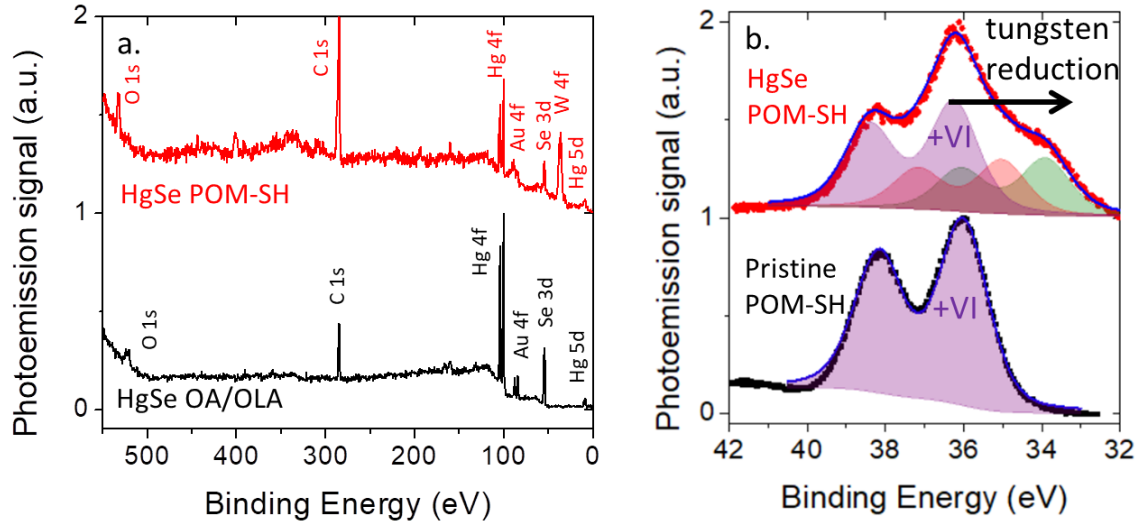 a.
2
1
0
Photoemission signal (a.u.)
O 1s
C 1s
Hg 4f
Au 4f
Se 3d
W 4f
Hg 5d
HgSe POM-SH
O 1s
C 1s
Hg 4f
Au 4f
Se 3d
Hg 5d
HgSe OA/OLA
500
400
300
200
100
0
Binding Energy (eV)
b.
2
1
0
Photoemission signal (a.u.)
HgSe
POM-SH
tungsten
reduction
+VI
Pristine
POM-SH
+VI
42
40
38
36
34
32
Binding Energy (eV)